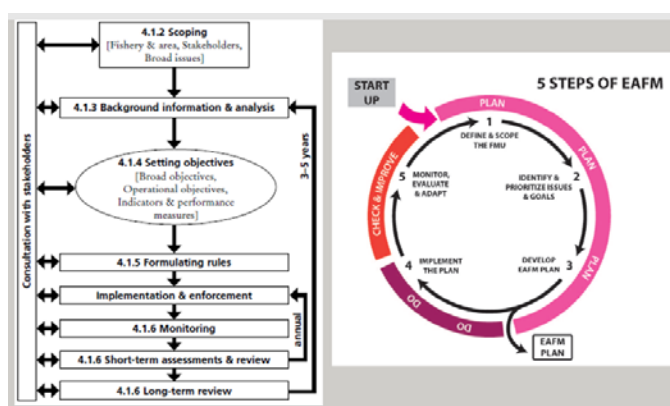 4.1.2 Scoping
[Fishery & area, Stakeholders,
Broad issues]
4.1.3 Background information & analysis
4.1.4 Setting objectives
[Broad objectives,
Operational objectives,
Indicators & performance
measures]
4.1.5 Formulating rules
Implementation & enforcement
4.1.6 Monitoring
4.1.6 Short-term assessments & review
4.1.6 Long-term review
Consultation with stakeholders
3–5 years
annual
5 STEPS OF EAFM
START
UP
PLAN
PLAN
PLAN
DO
DO
CHECK & IMPROVE
1
DEFINE & SCOPE
THE FMU
2
IDENTIFY &
PRIORITIZE ISSUES
& GOALS
3
DEVELOP
EAFM PLAN
4
IMPLEMENT
THE PLAN
5
MONITOR,
EVALUATE
& ADAPT
EAFM
PLAN